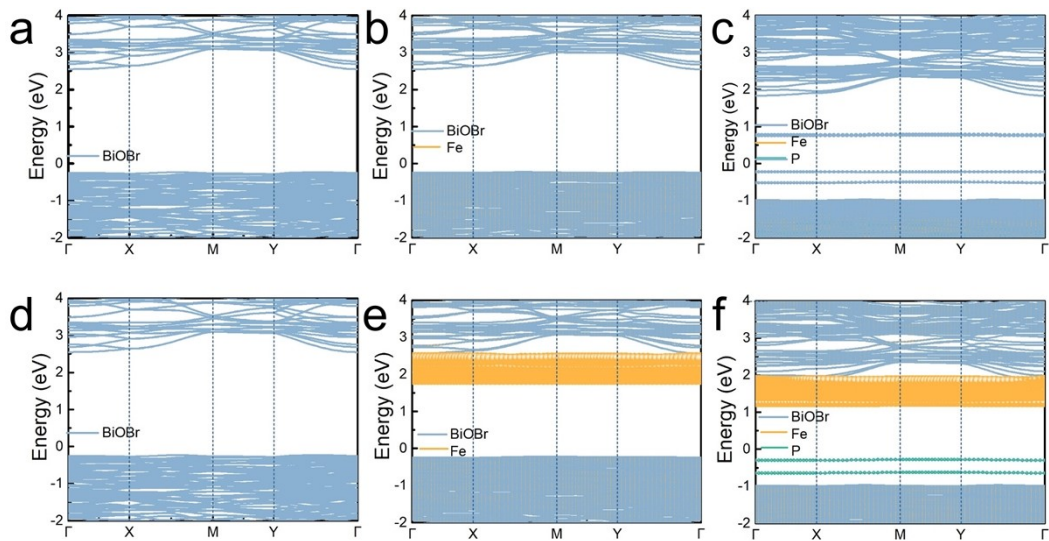 a
Energy (eV)
4
3
2
1
0
-1
-2
BiOBr
Γ X M Y Γ
b
Energy (eV)
4
3
2
1
0
-1
-2
BiOBr
Fe
Γ X M Y Γ
c
Energy (eV)
4
3
2
1
0
-1
-2
BiOBr
Fe
P
Γ X M Y Γ
d
Energy (eV)
4
3
2
1
0
-1
-2
BiOBr
Γ X M Y Γ
e
Energy (eV)
4
3
2
1
0
-1
-2
BiOBr
Fe
Γ X M Y Γ
f
Energy (eV)
4
3
2
1
0
-1
-2
BiOBr
Fe
P
Γ X M Y Γ